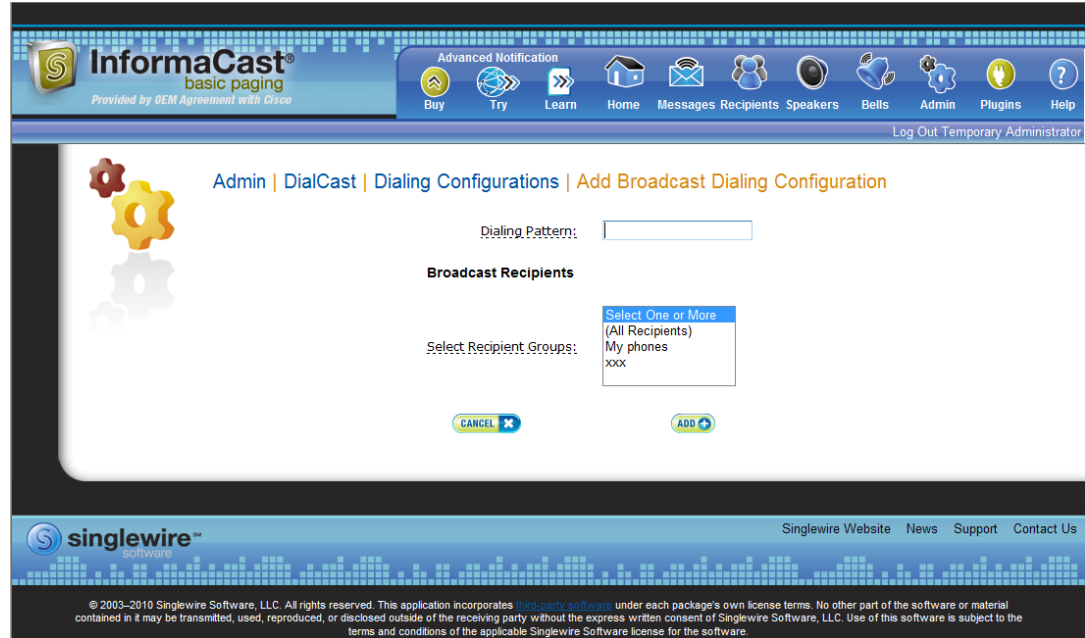 InformaCast®
basic paging
Provided by OEM Agreement with Cisco
Advanced Notification
Buy Try Learn Home Messages Recipients Speakers Bells Admin Plugins Help
Log Out Temporary Administrator
Admin | DialCast | Dialing Configurations | Add Broadcast Dialing Configuration
Dialing Pattern:
Broadcast Recipients
Select Recipient Groups:
Select One or More
(All Recipients)
My phones
xxx
CANCEL
ADD
singlewire℠
software
Singlewire Website News Support Contact Us
© 2003–2010 Singlewire Software, LLC. All rights reserved. This application incorporates third-party software under each package's own license terms. No other part of the software or material
contained in it may be transmitted, used, reproduced, or disclosed outside of the receiving party without the express written consent of Singlewire Software, LLC. Use of this software is subject to the
terms and conditions of the applicable Singlewire Software license for the software.